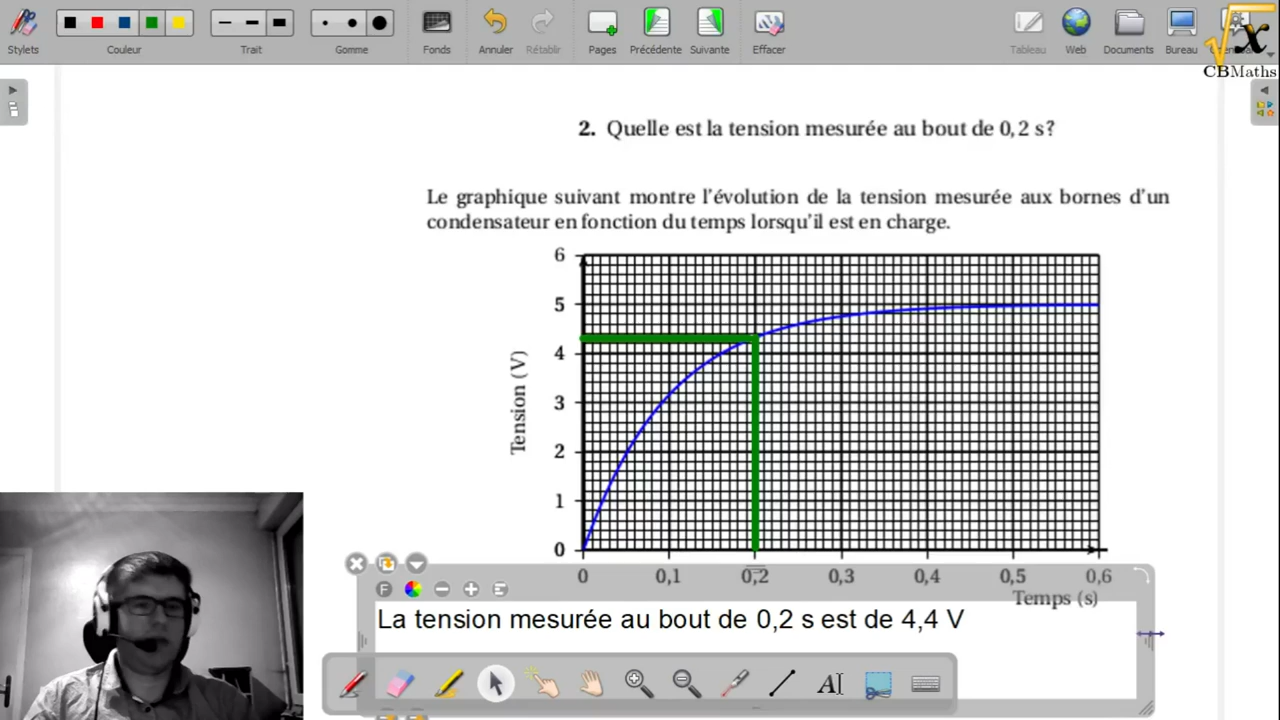 Stylets
Couleur
Trait
Gomme
Fonds
Annuler
Rétablir
Pages
Précédente
Suivante
Effacer
Tableau
Web
Documents
Bureau
√x
CBMaths
2. Quelle est la tension mesurée au bout de 0,2 s?
Le graphique suivant montre l'évolution de la tension mesurée aux bornes d'un
condensateur en fonction du temps lorsqu'il est en charge.
6
5
4
3
2
1
0
Tension (V)
0 0,1 0,2 0,3 0,4 0,5 0,6
Temps (s)
F
La tension mesurée au bout de 0,2 s est de 4,4 V
A